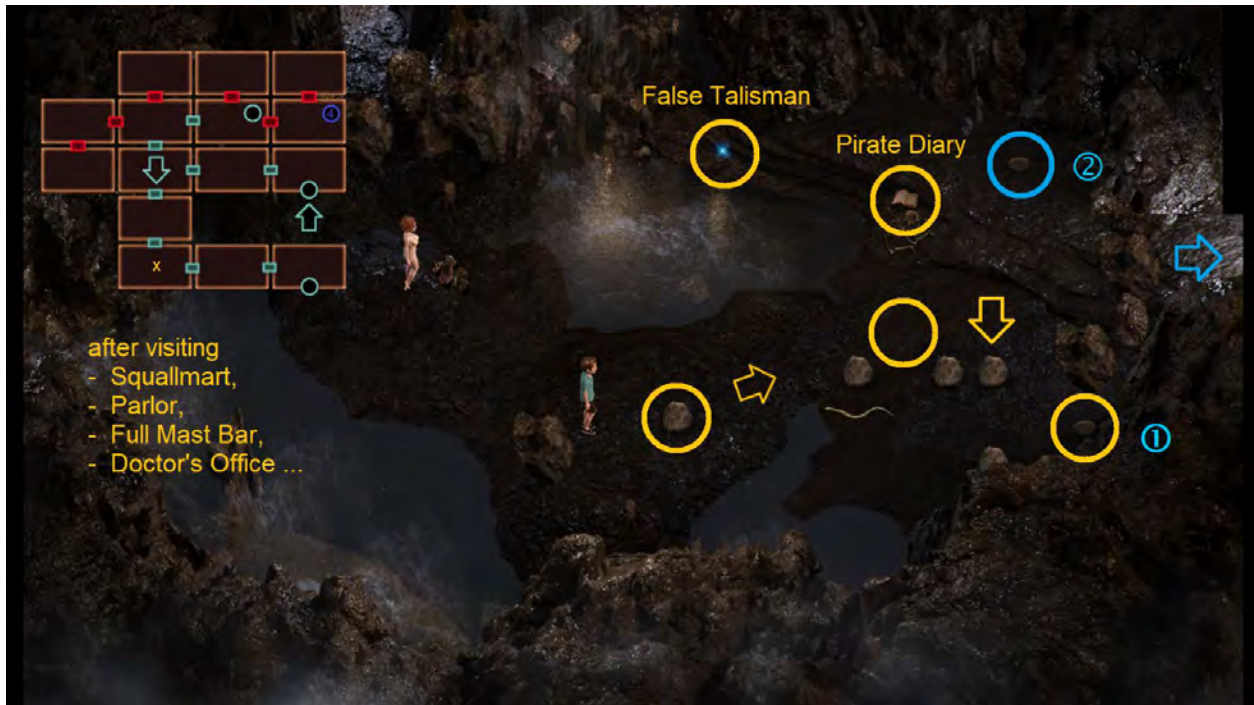 False Talisman
④
Pirate Diary
②
x
after visiting
- Squallmart,
- Parlor,
- Full Mast Bar,
- Doctor's Office ...
①